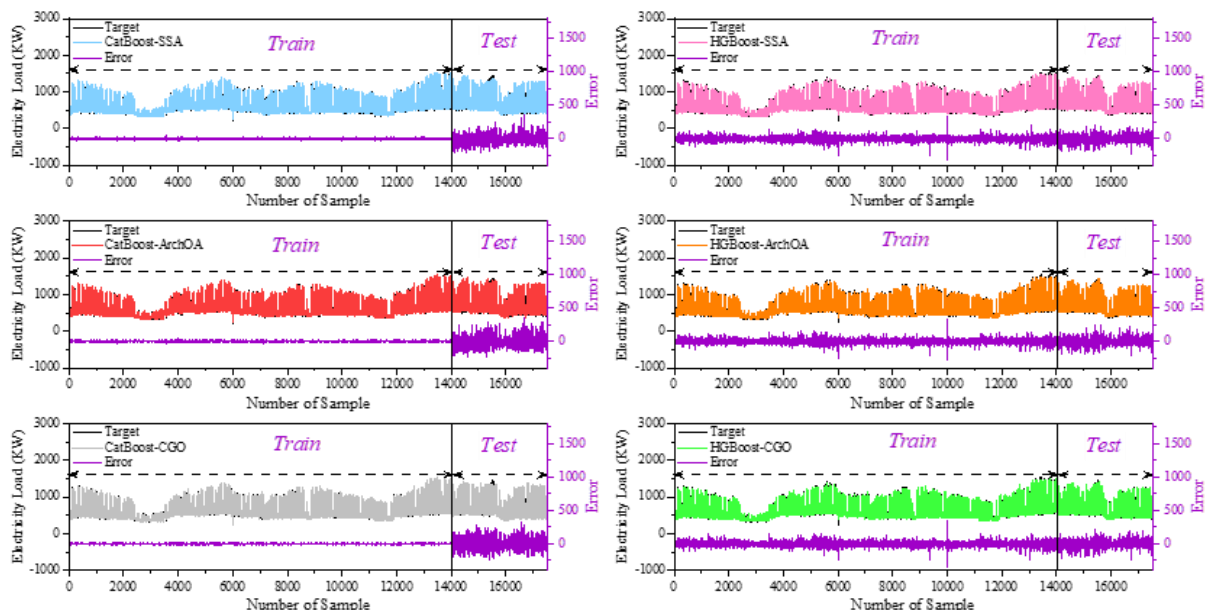 3000
2000
1000
0
-1000
Electricity Load (KW)
Target
CatBoost-SSA
Error
Train
Test
1500
1000
500
0
Error
0 2000 4000 6000 8000 10000 12000 14000 16000
Number of Sample
3000
2000
1000
0
-1000
Electricity Load (KW)
Target
HGBoost-SSA
Error
Train
Test
1500
1000
500
0
Error
0 2000 4000 6000 8000 10000 12000 14000 16000
Number of Sample
3000
2000
1000
0
-1000
Electricity Load (KW)
Target
CatBoost-ArchOA
Error
Train
Test
1500
1000
500
0
Error
0 2000 4000 6000 8000 10000 12000 14000 16000
Number of Sample
3000
2000
1000
0
-1000
Electricity Load (KW)
Target
HGBoost-ArchOA
Error
Train
Test
1500
1000
500
0
Error
0 2000 4000 6000 8000 10000 12000 14000 16000
Number of Sample
3000
2000
1000
0
-1000
Electricity Load (KW)
Target
CatBoost-CGO
Error
Train
Test
1500
1000
500
0
Error
0 2000 4000 6000 8000 10000 12000 14000 16000
Number of Sample
3000
2000
1000
0
-1000
Electricity Load (KW)
Target
HGBoost-CGO
Error
Train
Test
1500
1000
500
0
Error
0 2000 4000 6000 8000 10000 12000 14000 16000
Number of Sample